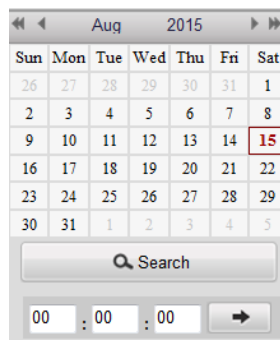 Aug 2015
Sun Mon Tue Wed Thu Fri Sat
26 27 28 29 30 31 1
2 3 4 5 6 7 8
9 10 11 12 13 14 15
16 17 18 19 20 21 22
23 24 25 26 27 28 29
30 31 1 2 3 4 5
Search
00 : 00 : 00